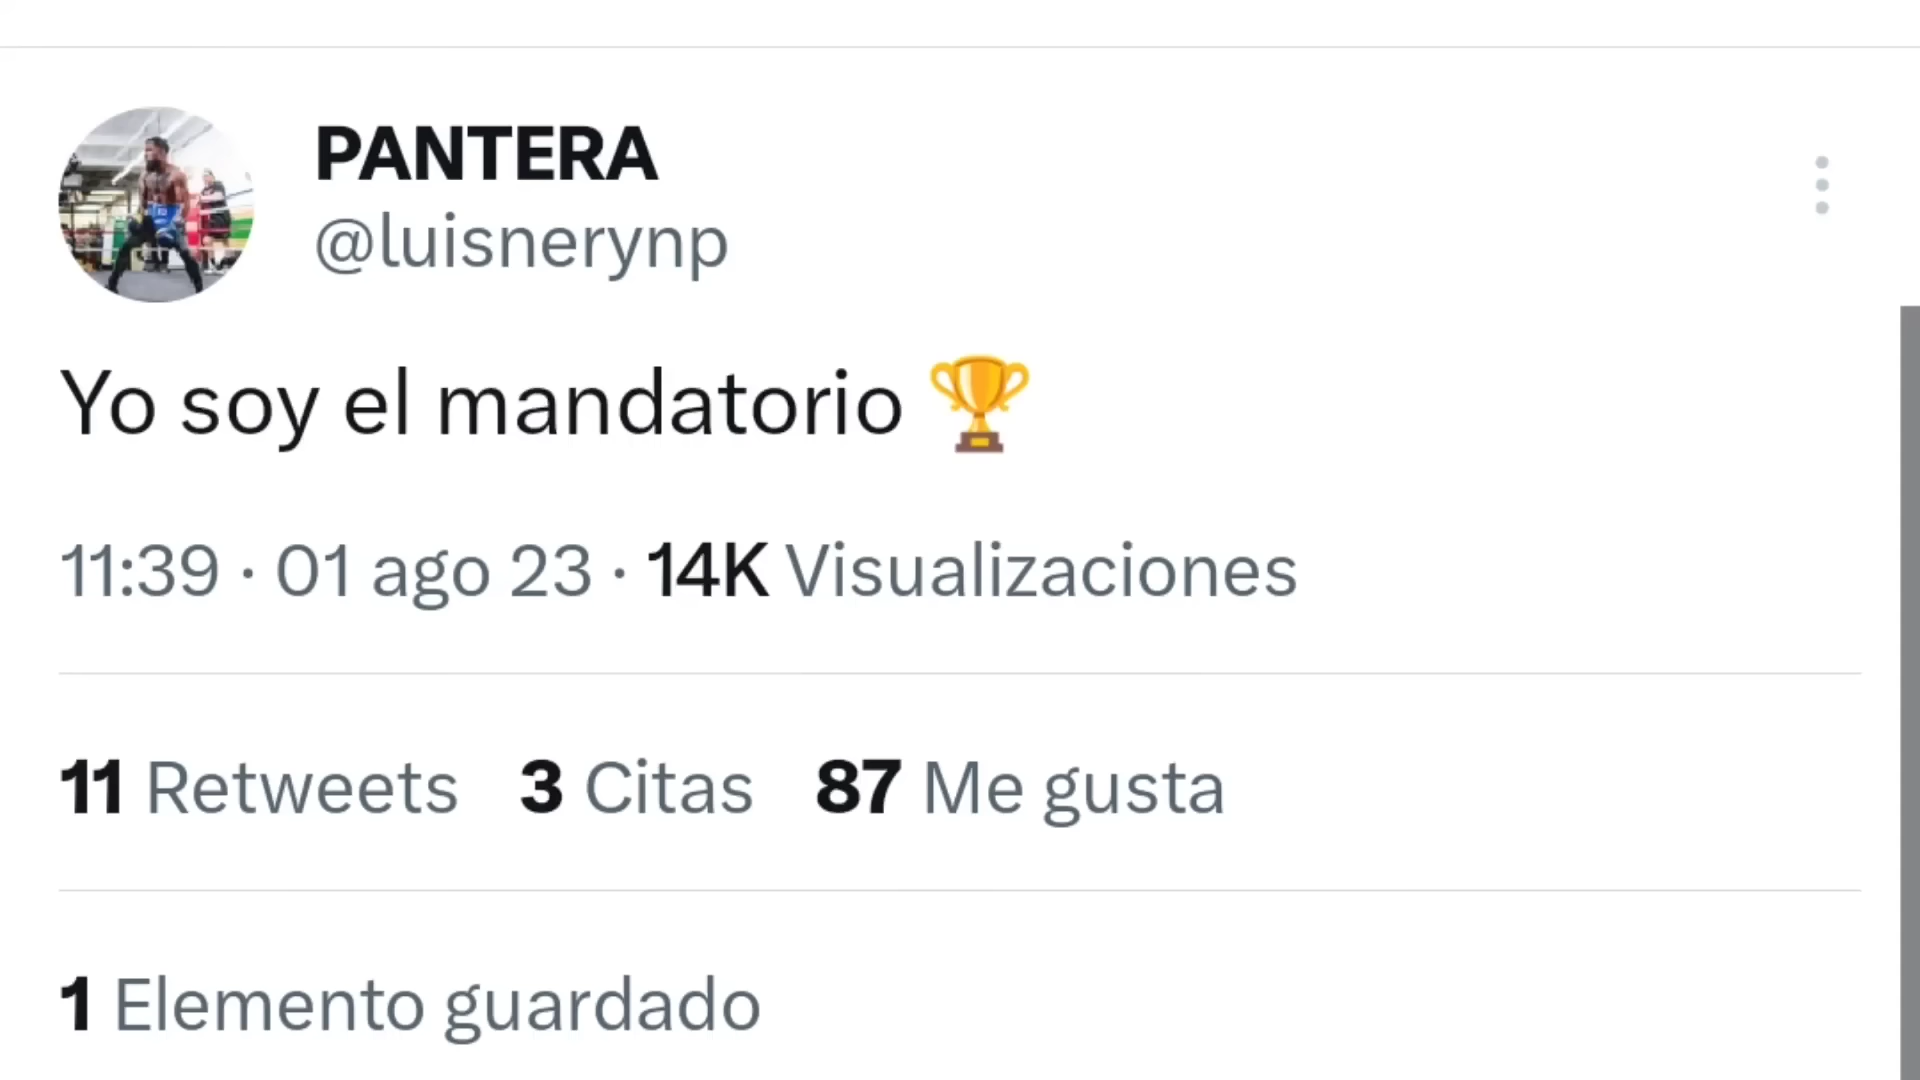 PANTERA
@luisnerynp
Yo soy el mandatorio 🏆
11:39 · 01 ago 23 · 14K Visualizaciones
11 Retweets 3 Citas 87 Me gusta
1 Elemento guardado